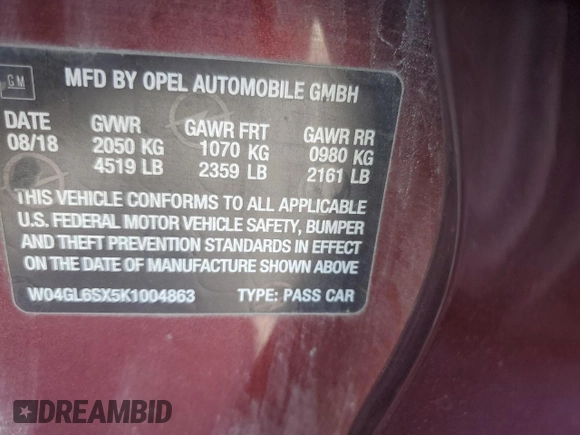 GM
MFD BY OPEL AUTOMOBILE GMBH
DATE GVWR GAWR FRT GAWR RR
08/18 2050 KG 1070 KG 0980 KG
4519 LB 2359 LB 2161 LB
THIS VEHICLE CONFORMS TO ALL APPLICABLE
U.S. FEDERAL MOTOR VEHICLE SAFETY, BUMPER
AND THEFT PREVENTION STANDARDS IN EFFECT
ON THE DATE OF MANUFACTURE SHOWN ABOVE
W04GL6SX5K1004863 TYPE: PASS CAR
DREAMBID